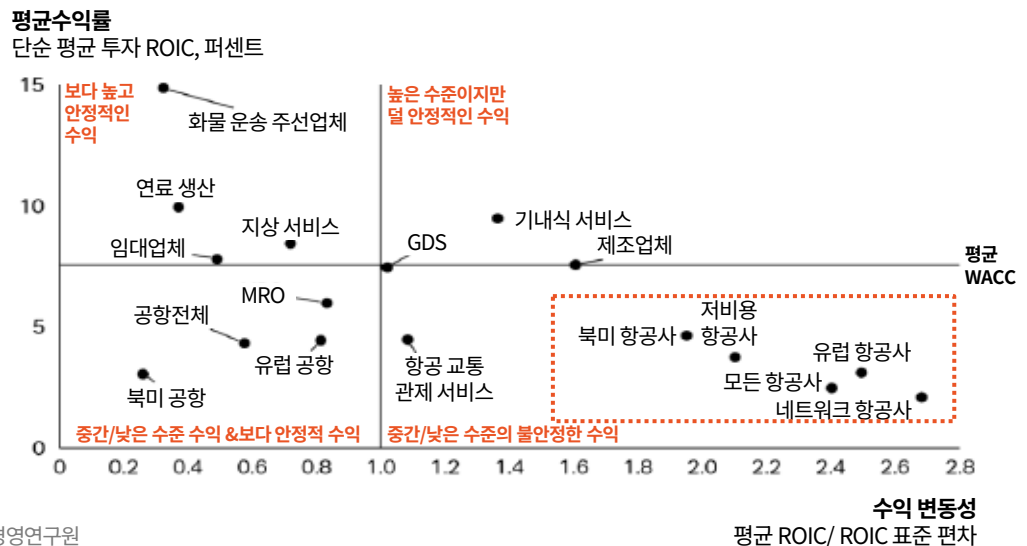 평균수익률
단순 평균 투자 ROIC, 퍼센트
15
보다 높고
안정적인
수익
높은 수준이지만
덜 안정적인 수익
화물 운송 주선업체
연료 생산
10
지상 서비스
기내식 서비스
임대업체
GDS
제조업체
평균
WACC
MRO
저비용
항공사
공항전체
북미 항공사
5
유럽 공항
항공 교통
관제 서비스
유럽 항공사
모든 항공사
북미 공항
네트워크 항공사
중간/낮은 수준 수익 &보다 안정적 수익
중간/낮은 수준의 불안정한 수익
0
0 0.2 0.4 0.6 0.8 1.0 1.2 1.4 1.6 1.8 2.0 2.2 2.4 2.6 2.8
수익 변동성
평균 ROIC/ ROIC 표준 편차
영연구원